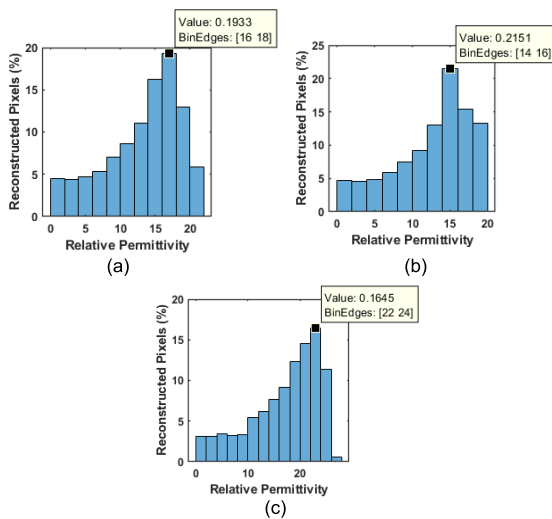 Value: 0.1933
BinEdges: [16 18]
Reconstructed Pixels (%)
20
15
10
5
0
0 5 10 15 20
Relative Permittivity
(a)
Value: 0.2151
BinEdges: [14 16]
Reconstructed Pixels (%)
25
20
15
10
5
0
0 5 10 15 20
Relative Permittivity
(b)
Value: 0.1645
BinEdges: [22 24]
Reconstructed Pixels (%)
20
15
10
5
0
0 10 20
Relative Permittivity
(c)